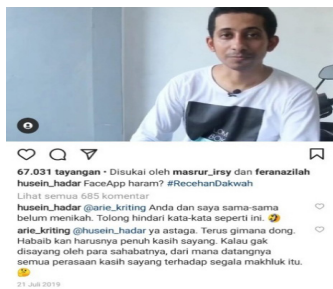 67.031 tayangan • Disukai oleh masrur_irsy dan feranazilah
husein_hadar FaceApp haram? #RecehanDakwah
Lihat semua 685 komentar
husein_hadar @arie_kriting Anda dan saya sama-sama
belum menikah. Tolong hindari kata-kata seperti ini. 🤣
arie_kriting @husein_hadar ya astaga. Terus gimana dong.
Habaib kan harusnya penuh kasih sayang. Kalau gak
disayang oleh para sahabatnya, dari mana datangnya
semua perasaan kasih sayang terhadap segala makhluk itu.
🤔
21 Juli 2019